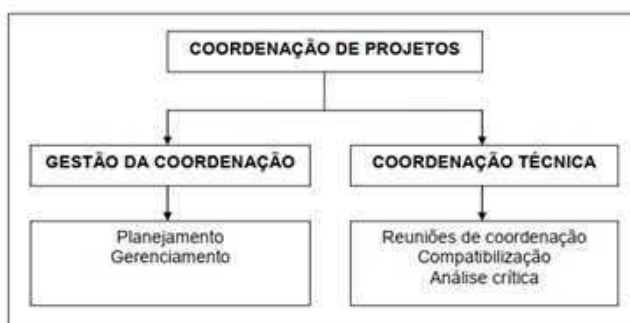 COORDENAÇÃO DE PROJETOS
GESTÃO DA COORDENAÇÃO
COORDENAÇÃO TÉCNICA
Planejamento
Gerenciamento
Reuniões de coordenação
Compatibilização
Análise crítica